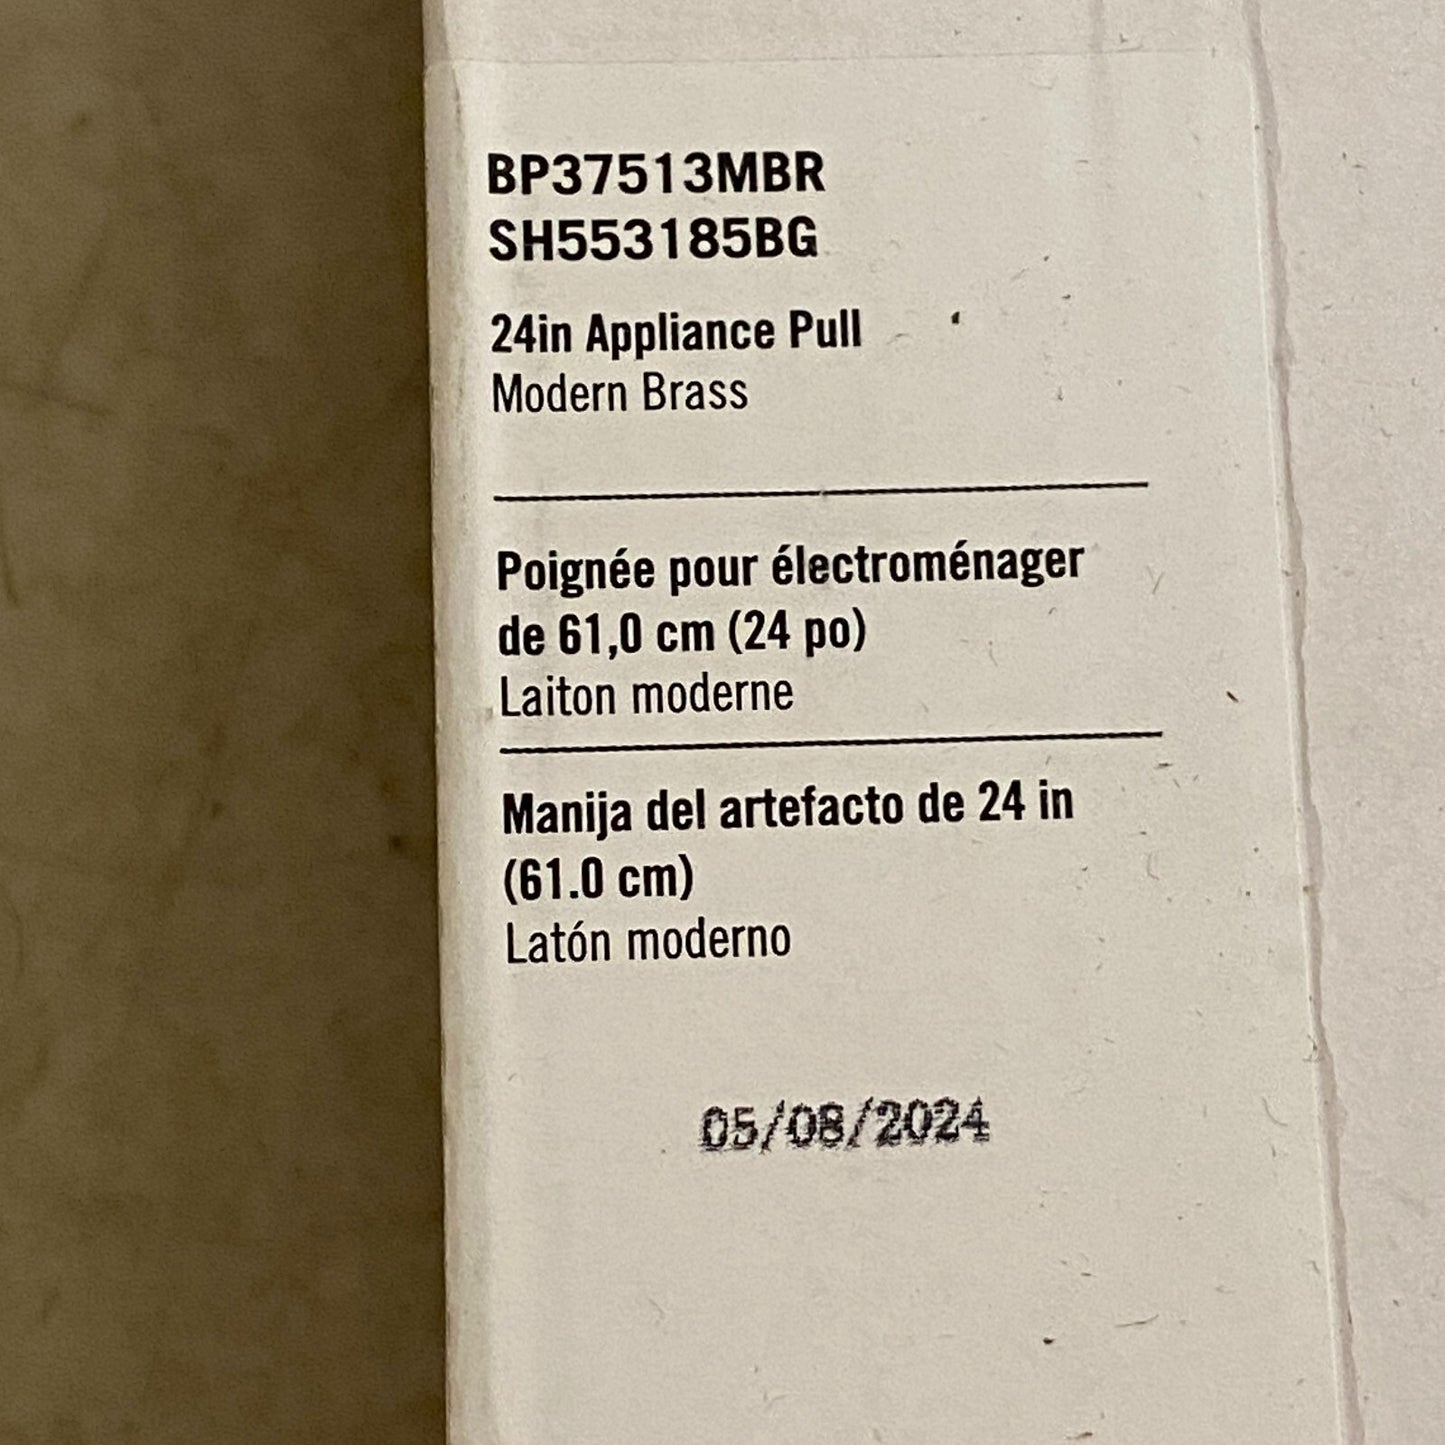 BP37513MBR
SH553185BG
24in Appliance Pull
Modern Brass
Poignée pour électroménager
de 61,0 cm (24 po)
Laiton moderne
Manija del artefacto de 24 in
(61.0 cm)
Latón moderno
05/08/2024